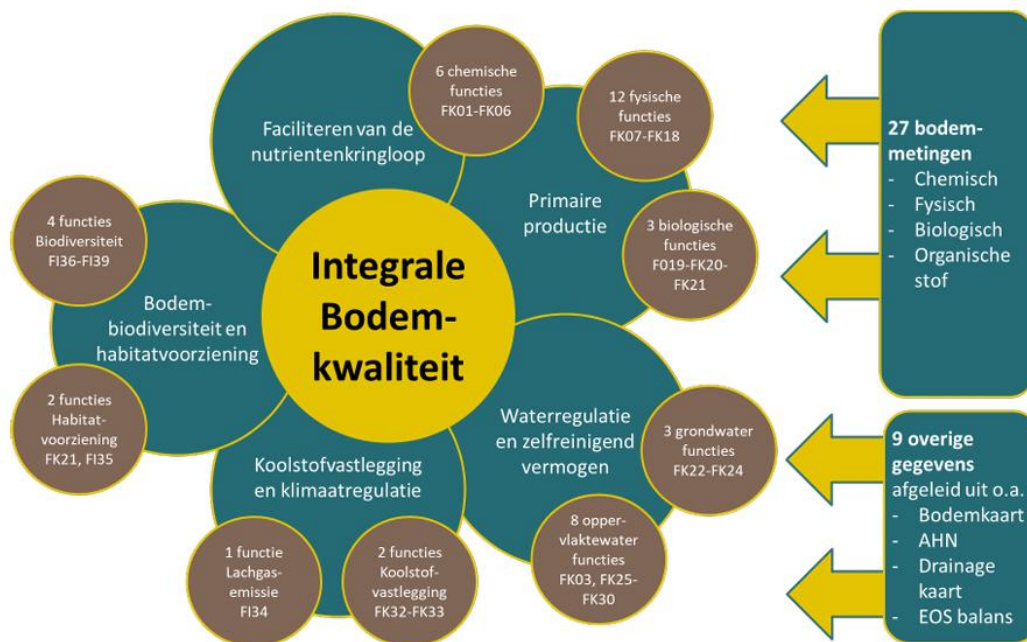 Faciliteren van de
nutrientenkringloop
6 chemische
functies
FK01-FK06
12 fysische
functies
FK07-FK18
Primaire
productie
3 biologische
functies
F019-FK20-
FK21
4 functies
Biodiversiteit
FI36-FI39
Bodem-
biodiversiteit en
habitatvoorziening
2 functies
Habitat-
voorziening
FK21, FI35
Integrale
Bodem-
kwaliteit
Waterregulatie
en zelfreinigend
vermogen
3 grondwater
functies
FK22-FK24
8 opper-
vlaktewater
functies
FK03, FK25-
FK30
Koolstofvastlegging
en klimaatregulatie
1 functie
Lachgas-
emissie
FI34
2 functies
Koolstof-
vastlegging
FK32-FK33
27 bodem-
metingen
- Chemisch
- Fysisch
- Biologisch
- Organische
stof
9 overige
gegevens
afgeleid uit o.a.
- Bodemkaart
- AHN
- Drainage
kaart
- EOS balans